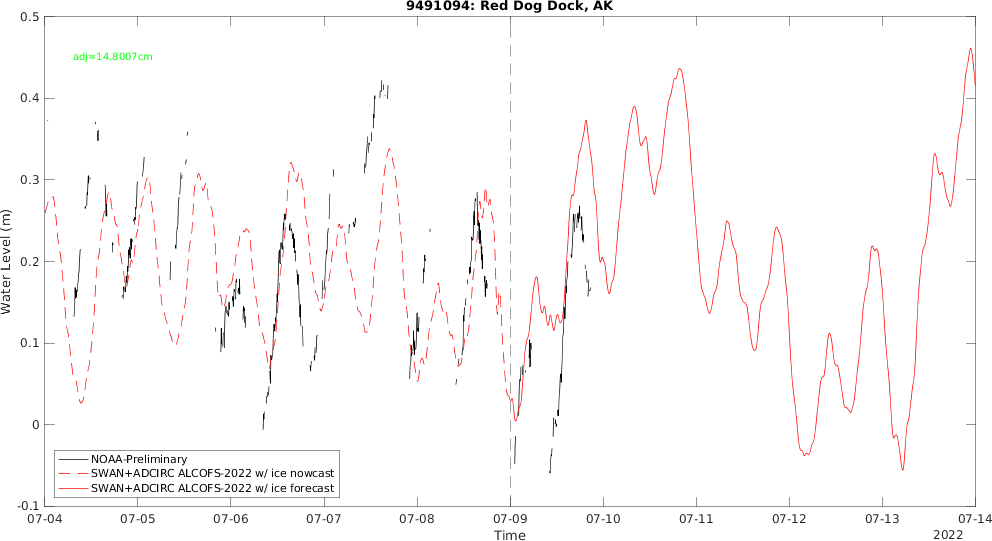 9491094: Red Dog Dock, AK
adj=14.8007cm
0.5
0.4
0.3
0.2
0.1
0
-0.1
Water Level (m)
NOAA-Preliminary
SWAN+ADCIRC ALCOFS-2022 w/ ice nowcast
SWAN+ADCIRC ALCOFS-2022 w/ ice forecast
07-04 07-05 07-06 07-07 07-08 07-09 07-10 07-11 07-12 07-13 07-14
Time
2022